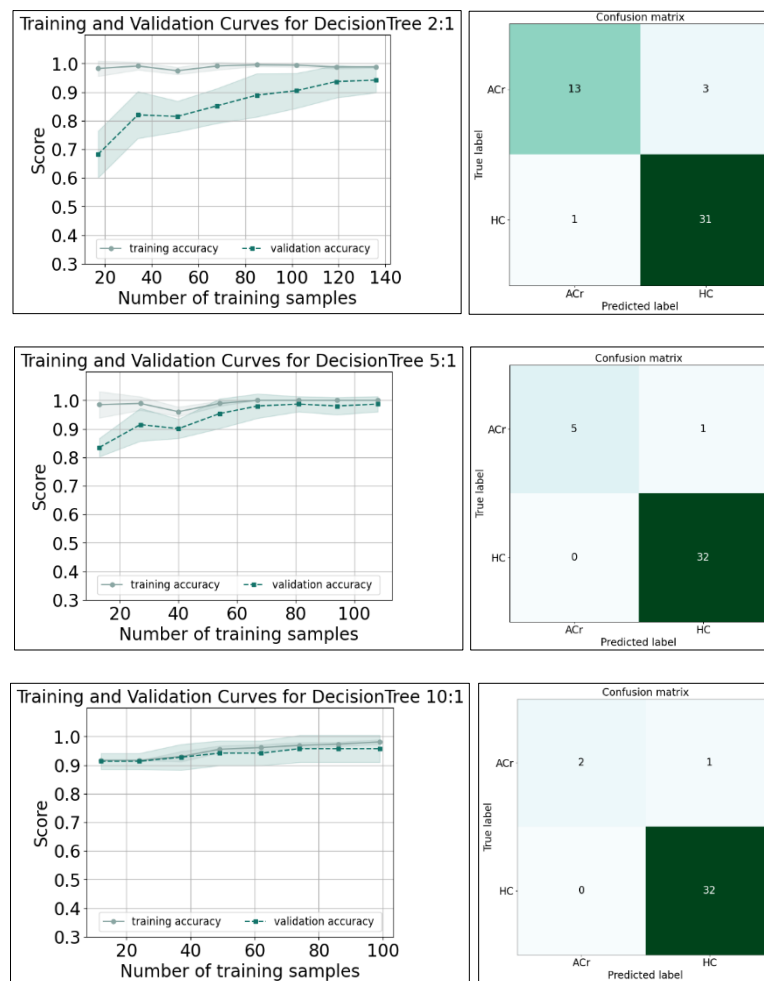 Training and Validation Curves for DecisionTree 2:1
1.0
0.9
0.8
0.7
0.6
0.5
0.4
0.3
Score
training accuracy
validation accuracy
20 40 60 80 100 120 140
Number of training samples
Confusion matrix
True label
ACr
13 3
HC
1 31
ACr HC
Predicted label
Training and Validation Curves for DecisionTree 5:1
1.0
0.9
0.8
0.7
0.6
0.5
0.4
0.3
Score
training accuracy
validation accuracy
20 40 60 80 100
Number of training samples
Confusion matrix
True label
ACr
5 1
HC
0 32
ACr HC
Predicted label
Training and Validation Curves for DecisionTree 10:1
1.0
0.9
0.8
0.7
0.6
0.5
0.4
0.3
Score
training accuracy
validation accuracy
20 40 60 80 100
Number of training samples
Confusion matrix
True label
ACr
2 1
HC
0 32
ACr HC
Predicted label